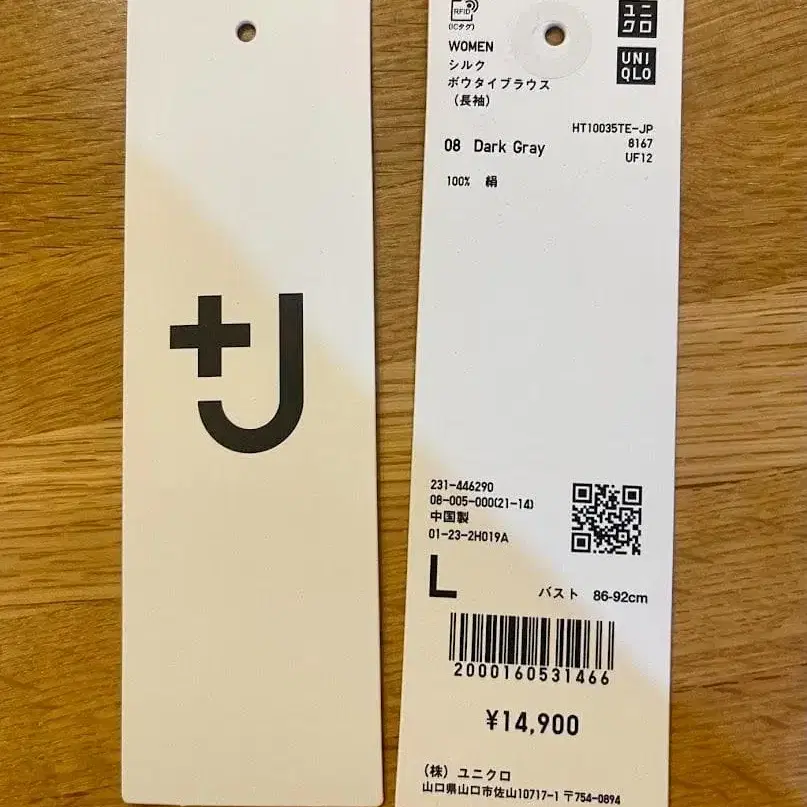 +J
RFID
(ICタグ)
ユニクロ
UNI
QLO
WOMEN
シルク
ボウタイブラウス
(長袖)
HT10035TE-JP
8167
UF12
08 Dark Gray
100% 絹
231-446290
08-005-000(21-14)
中国製
01-23-2H019A
L
バスト 86-92cm
2000160531466
¥14,900
(株)ユニクロ
山口県山口市佐山10717-1 〒754-0894